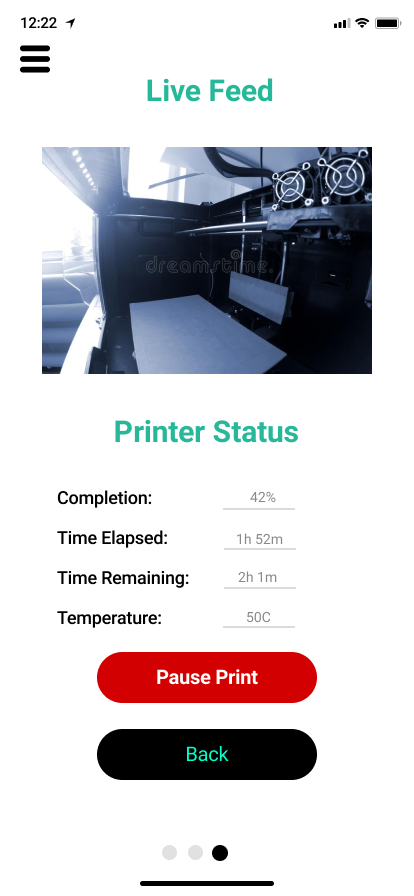 12:22
Live Feed
dreamstime.
Printer Status
Completion: 42%
Time Elapsed: 1h 52m
Time Remaining: 2h 1m
Temperature: 50C
Pause Print
Back